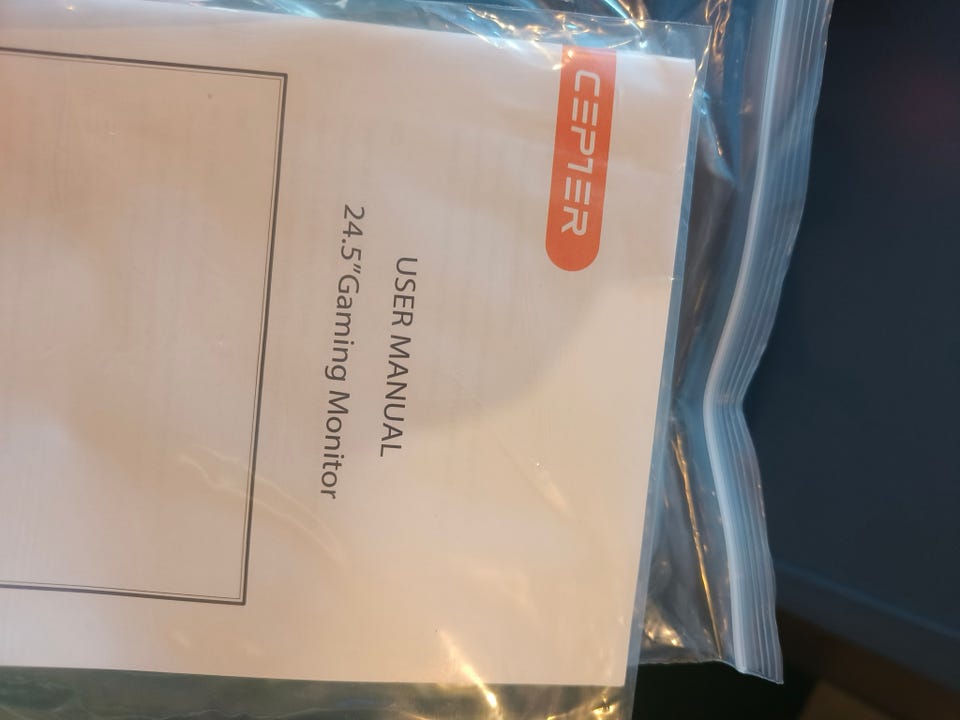 CEPTER
USER MANUAL
24.5"Gaming Monitor